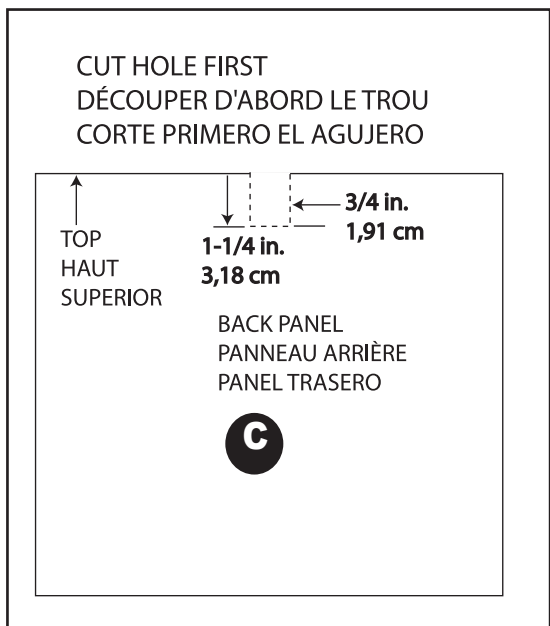 CUT HOLE FIRST
DÉCOUPER D'ABORD LE TROU
CORTE PRIMERO EL AGUJERO
TOP
HAUT
SUPERIOR
1-1/4 in.
3,18 cm
3/4 in.
1,91 cm
BACK PANEL
PANNEAU ARRIÈRE
PANEL TRASERO
C